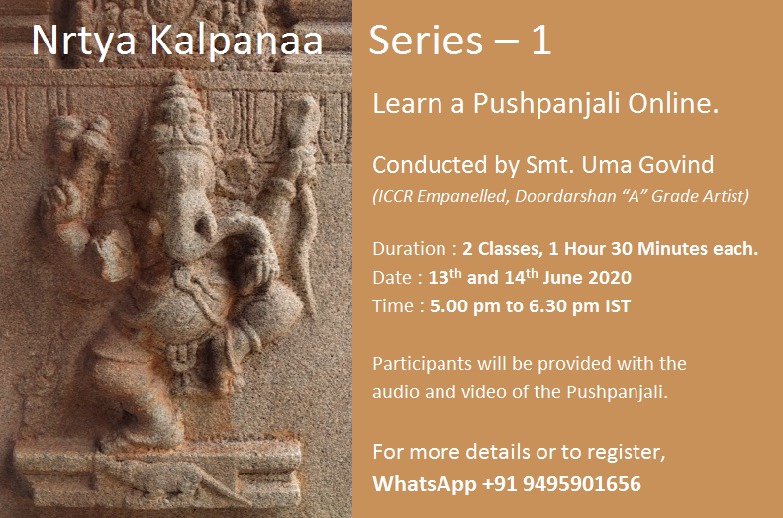 Nrtya Kalpanaa Series – 1
Learn a Pushpanjali Online.
Conducted by Smt. Uma Govind
(ICCR Empanelled, Doordarshan “A” Grade Artist)
Duration : 2 Classes, 1 Hour 30 Minutes each.
Date : 13th and 14th June 2020
Time : 5.00 pm to 6.30 pm IST
Participants will be provided with the
audio and video of the Pushpanjali.
For more details or to register,
WhatsApp +91 9495901656